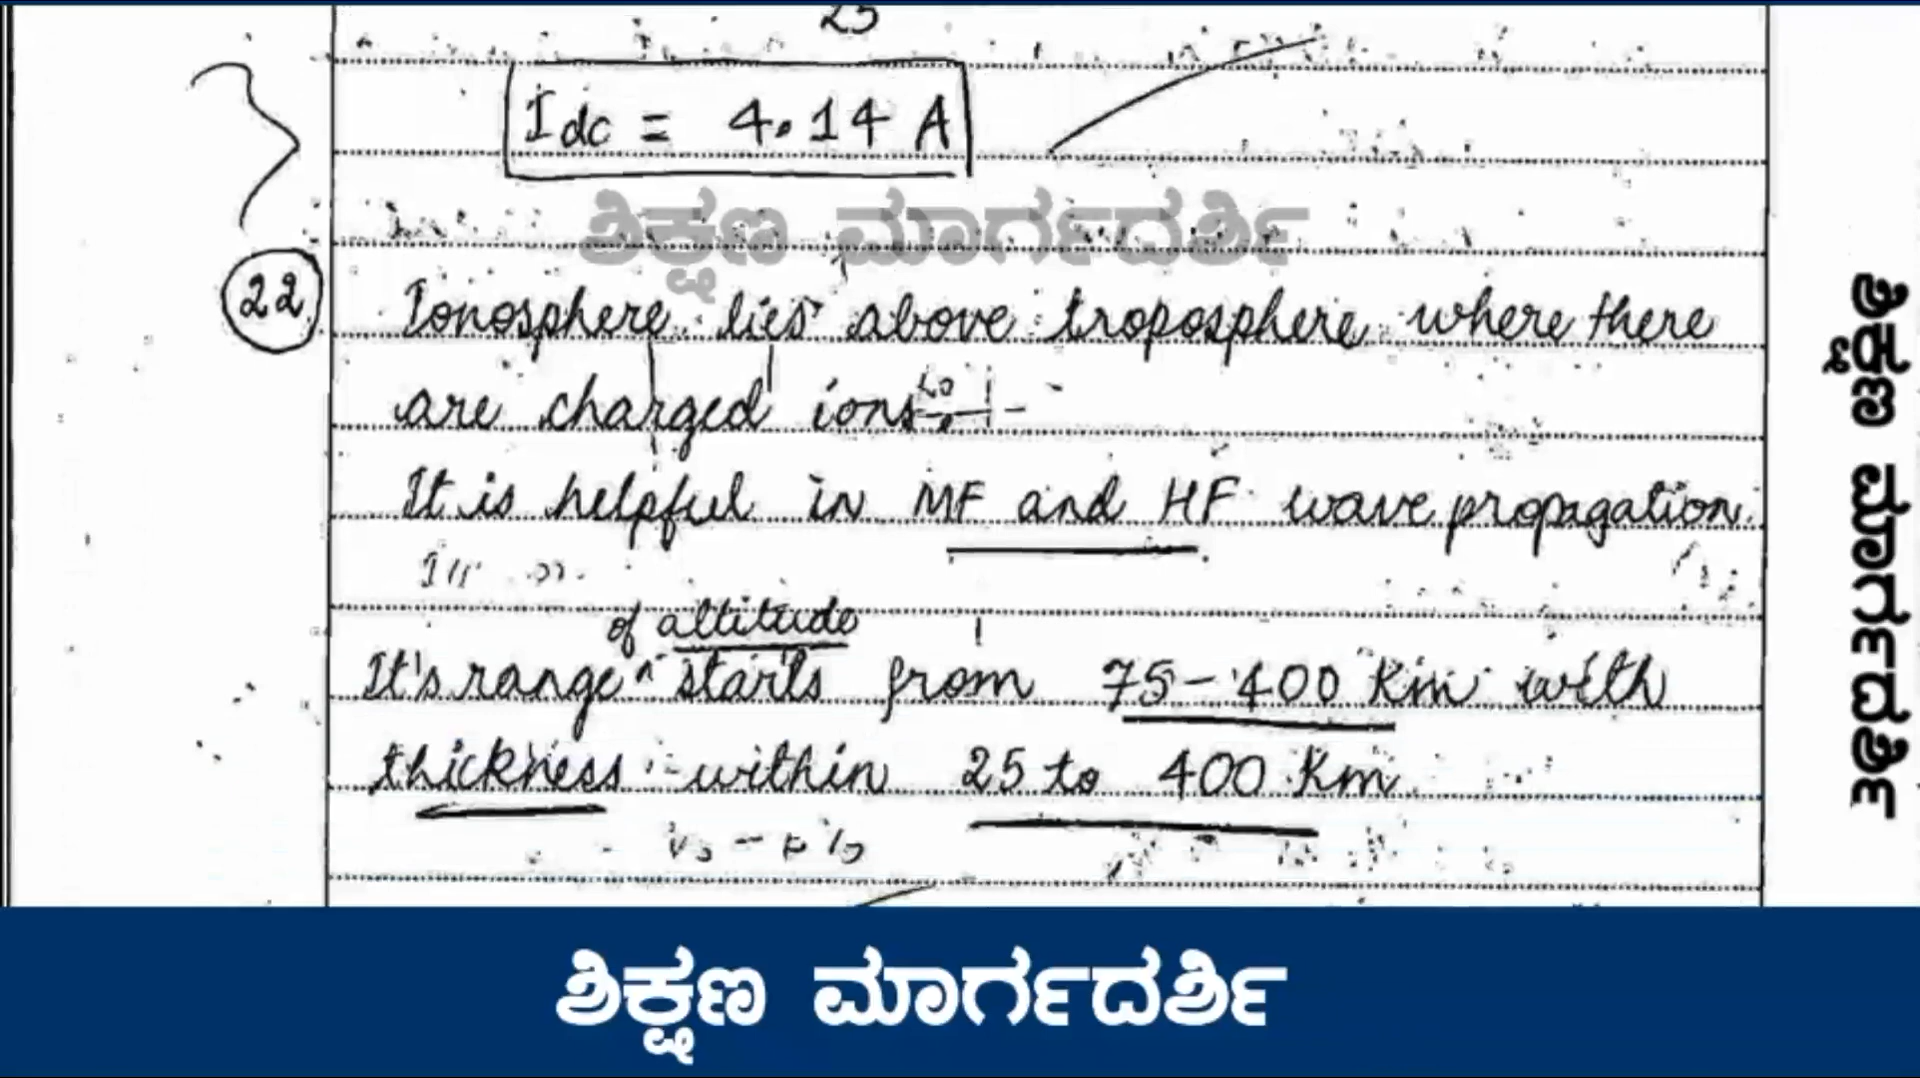 25
Idc = 4.14 A
ಶಿಕ್ಷಣ ಮಾರ್ಗದರ್ಶಿ
22. Ionosphere lies above troposphere where there
are charged ions.
It is helpful in MF and HF wave propagation.
of altitude
It's range ^ starts from 75-400 Km with
thickness within 25 to 400 Km.
ಶಿಕ್ಷಣ ಮಾರ್ಗದರ್ಶಿ
ಶಿಕ್ಷಣ ಮಾರ್ಗದರ್ಶಿ